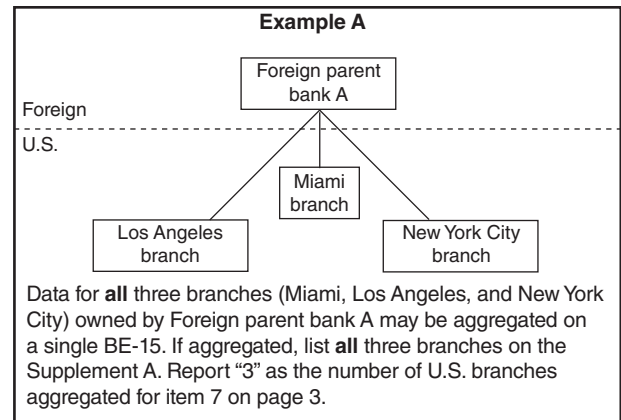 Example A
Foreign parent
bank A
Foreign
U.S.
Miami
branch
Los Angeles
branch
New York City
branch
Data for all three branches (Miami, Los Angeles, and New York
City) owned by Foreign parent bank A may be aggregated on
a single BE-15. If aggregated, list all three branches on the
Supplement A. Report “3” as the number of U.S. branches
aggregated for item 7 on page 3.